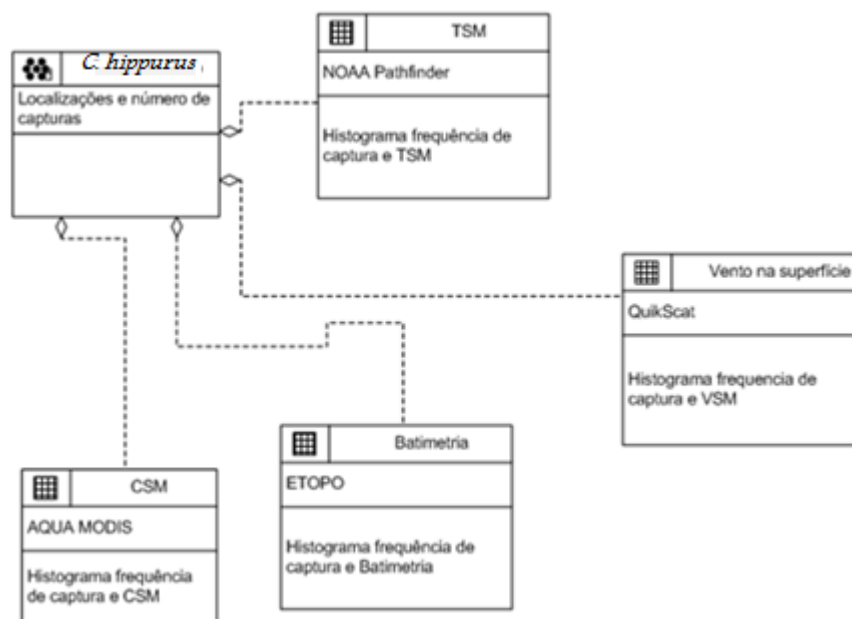 C. hippurus
Localizações e número de
capturas
TSM
NOAA Pathfinder
Histograma frequência de
captura e TSM
Vento na superfície
QuikScat
Histograma frequencia de
captura e VSM
Batimetria
ETOPO
Histograma frequência de
captura e Batimetria
CSM
AQUA MODIS
Histograma frequência
de captura e CSM